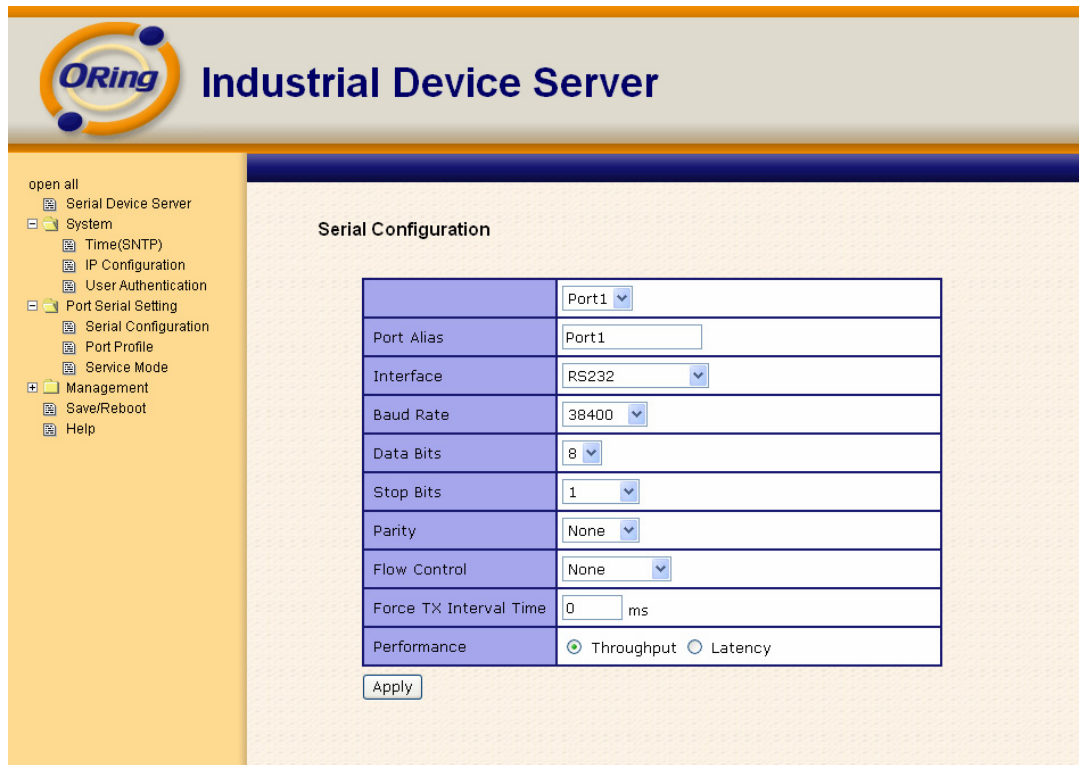 ORing
Industrial Device Server
open all
Serial Device Server
System
Time(SNTP)
IP Configuration
User Authentication
Port Serial Setting
Serial Configuration
Port Profile
Service Mode
Management
Save/Reboot
Help
Serial Configuration
Port1
Port Alias Port1
Interface RS232
Baud Rate 38400
Data Bits 8
Stop Bits 1
Parity None
Flow Control None
Force TX Interval Time 0 ms
Performance Throughput Latency
Apply